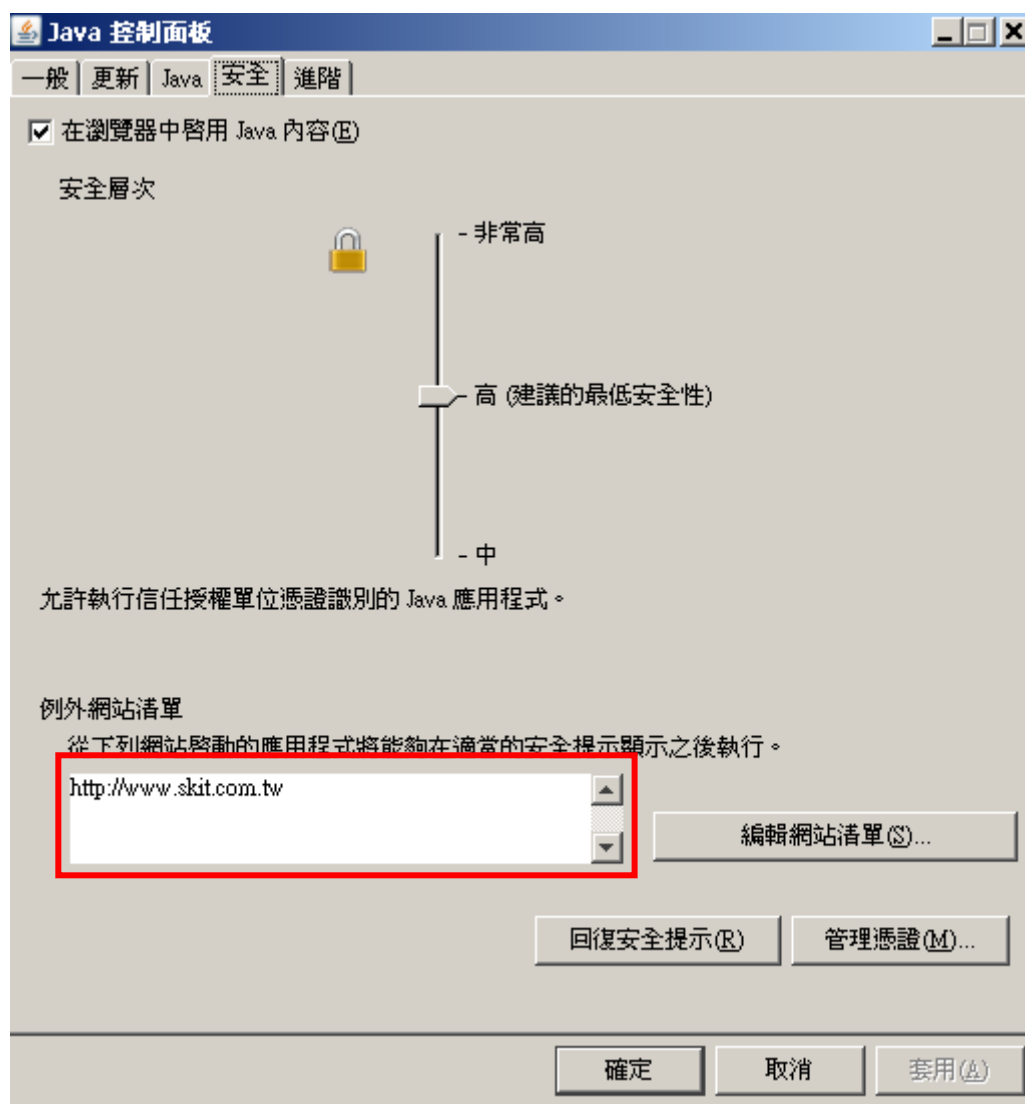 Java 控制面板
一般 更新 Java 安全 進階
在瀏覽器中啓用 Java 內容(E)
安全層次
- 非常高
- 高 (建議的最低安全性)
- 中
允許執行信任授權單位憑證識別的 Java 應用程式。
例外網站清單
從下列網站啓動的應用程式將能夠在適當的安全提示顯示之後執行。
http://www.skit.com.tw
編輯網站清單(S)...
回復安全提示(R) 管理憑證(M)...
確定 取消 套用(A)